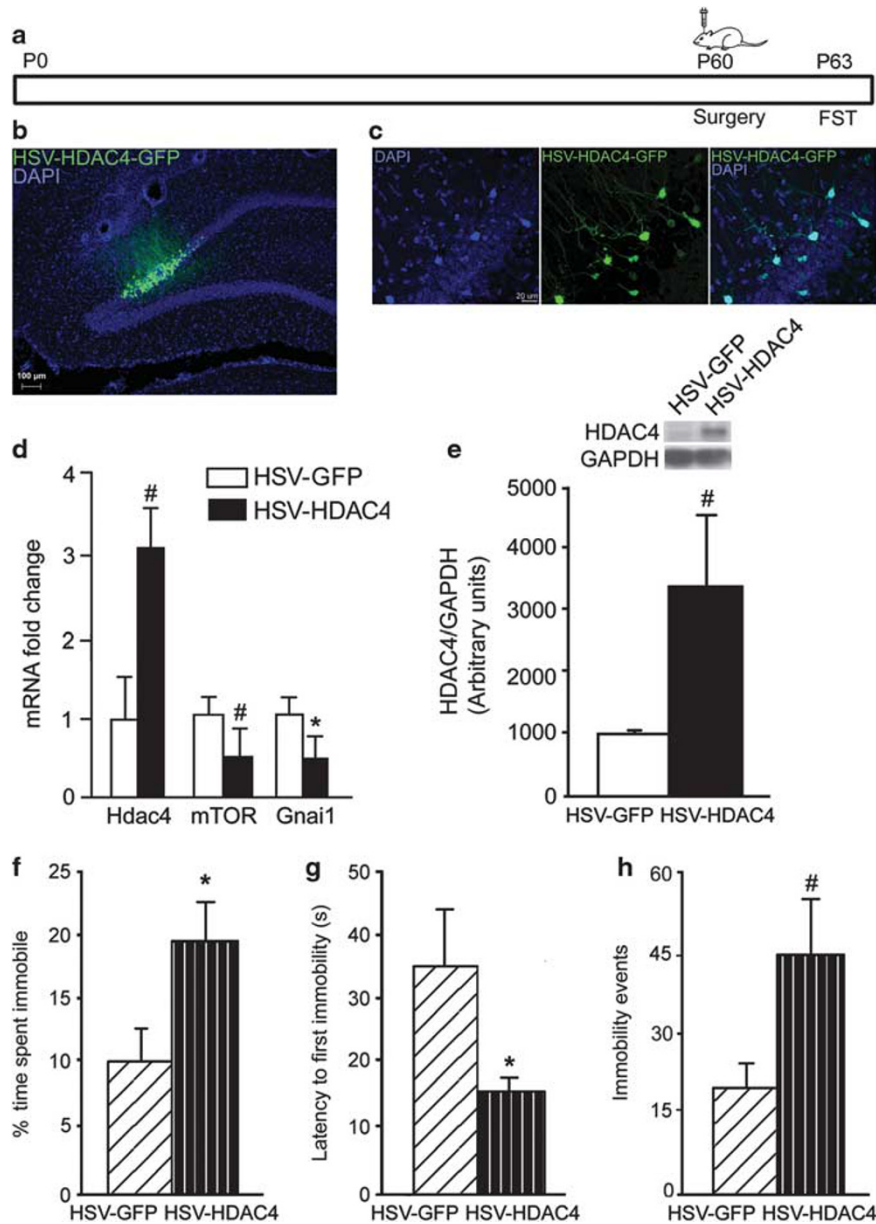 a
P0
P60
P63
Surgery
FST
b
HSV-HDAC4-GFP
DAPI
100 µm
c
DAPI
HSV-HDAC4-GFP
HSV-HDAC4-GFP
DAPI
20 um
d
HSV-GFP
HSV-HDAC4
mRNA fold change
4
3
2
1
0
#
#
*
Hdac4
mTOR
Gnai1
HSV-GFP
HSV-HDAC4
HDAC4
GAPDH
e
HDAC4/GAPDH
(Arbitrary units)
5000
4000
3000
2000
1000
0
#
HSV-GFP
HSV-HDAC4
f
% time spent immobile
25
20
15
10
5
0
*
HSV-GFP
HSV-HDAC4
g
Latency to first immobility (s)
50
40
30
20
10
0
*
HSV-GFP
HSV-HDAC4
h
Immobility events
60
45
30
15
0
#
HSV-GFP
HSV-HDAC4